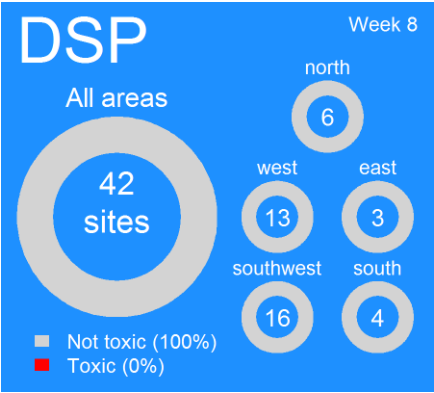 DSP
Week 8
All areas
42
sites
north
6
west
13
east
3
southwest
16
south
4
Not toxic (100%)
Toxic (0%)